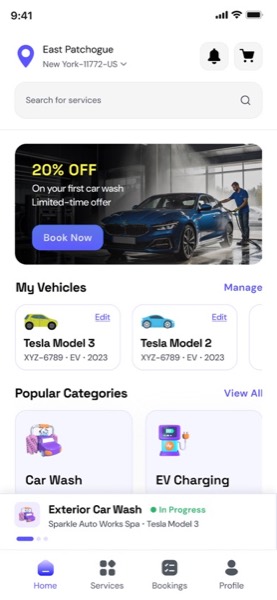 9:41
East Patchogue
New York-11772-US
Search for services
20% OFF
On your first car wash
Limited-time offer
Book Now
My Vehicles
Manage
Edit
Tesla Model 3
XYZ-6789 • EV • 2023
Edit
Tesla Model 2
XYZ-6789 • EV • 2023
Popular Categories
View All
Car Wash
EV Charging
Exterior Car Wash
In Progress
Sparkle Auto Works Spa • Tesla Model 3
Home
Services
Bookings
Profile